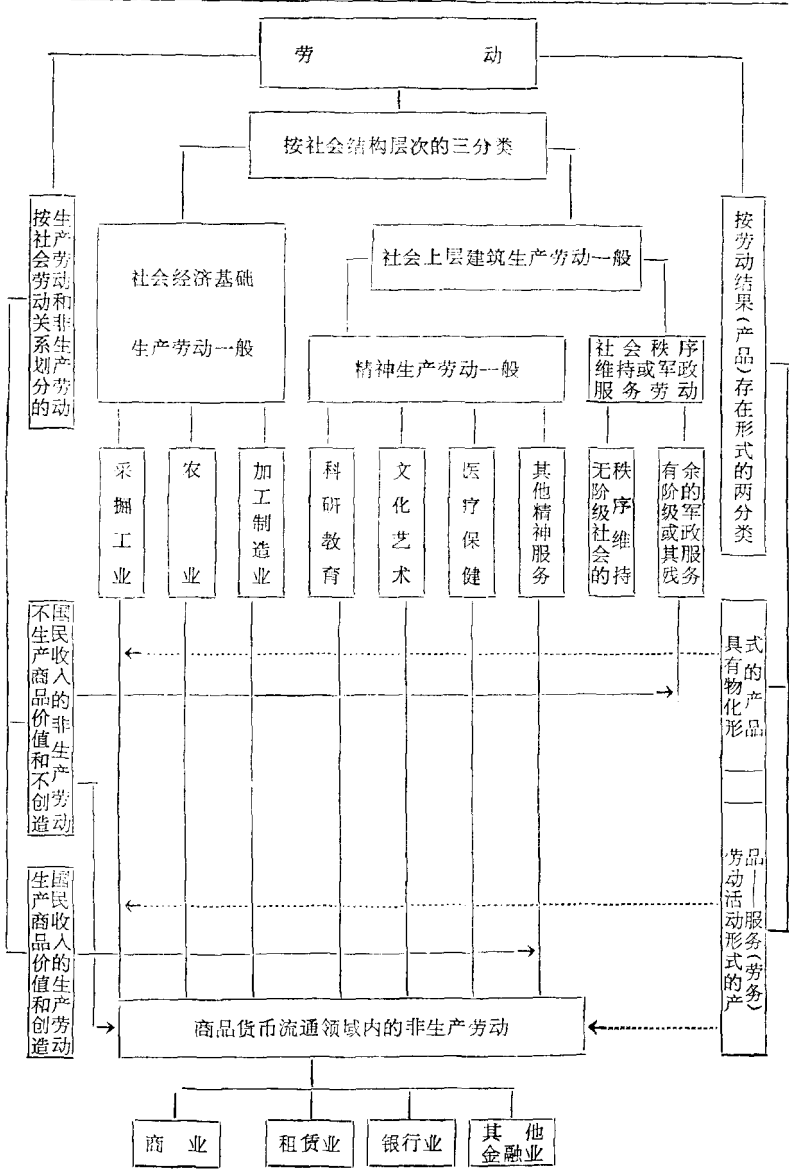 劳动
按社会结构层次的三分类
按社会劳动关系划分的
生产劳动和非生产劳动
社会经济基础
生产劳动一般
社会上层建筑生产劳动一般
精神生产劳动一般
社会秩序
维持或军政
服务劳动
按劳动结果(产品)存在形式的两分类
采掘工业
农业
加工制造业
科研教育
文化艺术
医疗保健
其他精神服务
无阶级社会的
秩序维持
有阶级或其残
余的军政服务
不生产商品价值和不创造
国民收入的非生产劳动
具有物化形
式的产品
生产商品价值和创造
国民收入的生产劳动
劳动活动形式的产
品——服务(劳务)
商品货币流通领域内的非生产劳动
商业
租赁业
银行业
其他
金融业